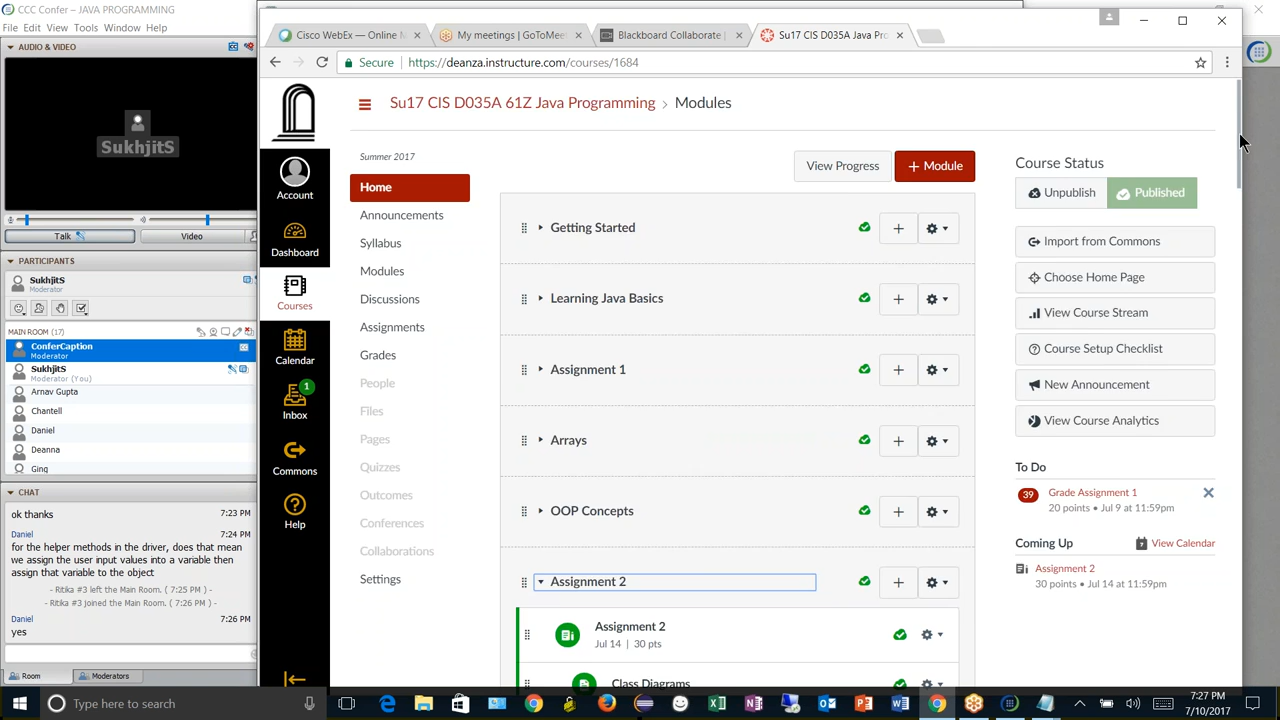 CCC Confer – JAVA PROGRAMMING
File Edit View Tools Window Help
AUDIO & VIDEO
SukhjitS
Talk
Video
PARTICIPANTS
SukhjitS
Moderator
MAIN ROOM (17)
ConferCaption
Moderator
SukhjitS
Moderator (You)
Arnav Gupta
Chantell
Daniel
Deanna
Ging
CHAT
ok thanks 7:23 PM
Daniel 7:24 PM
for the helper methods in the driver, does that mean
we assign the user input values into a variable then
assign that variable to the object
- Ritika #3 left the Main Room. ( 7:25 PM ) -
- Ritika #3 joined the Main Room. ( 7:26 PM ) -
Daniel 7:26 PM
yes
Room
Moderators
Cisco WebEx — Online M
My meetings | GoToMeet
Blackboard Collaborate |
Su17 CIS D035A Java Pro
Secure
https://deanza.instructure.com/courses/1684
Account
Dashboard
Courses
Calendar
1
Inbox
Commons
Help
Su17 CIS D035A 61Z Java Programming > Modules
Summer 2017
Home
Announcements
Syllabus
Modules
Discussions
Assignments
Grades
People
Files
Pages
Quizzes
Outcomes
Conferences
Collaborations
Settings
View Progress
+ Module
Getting Started
Learning Java Basics
Assignment 1
Arrays
OOP Concepts
Assignment 2
Assignment 2
Jul 14 | 30 pts
Class Diagrams
Course Status
Unpublish
Published
Import from Commons
Choose Home Page
View Course Stream
Course Setup Checklist
New Announcement
View Course Analytics
To Do
39 Grade Assignment 1
20 points • Jul 9 at 11:59pm
Coming Up
View Calendar
Assignment 2
30 points • Jul 14 at 11:59pm
Type here to search
7:27 PM
7/10/2017